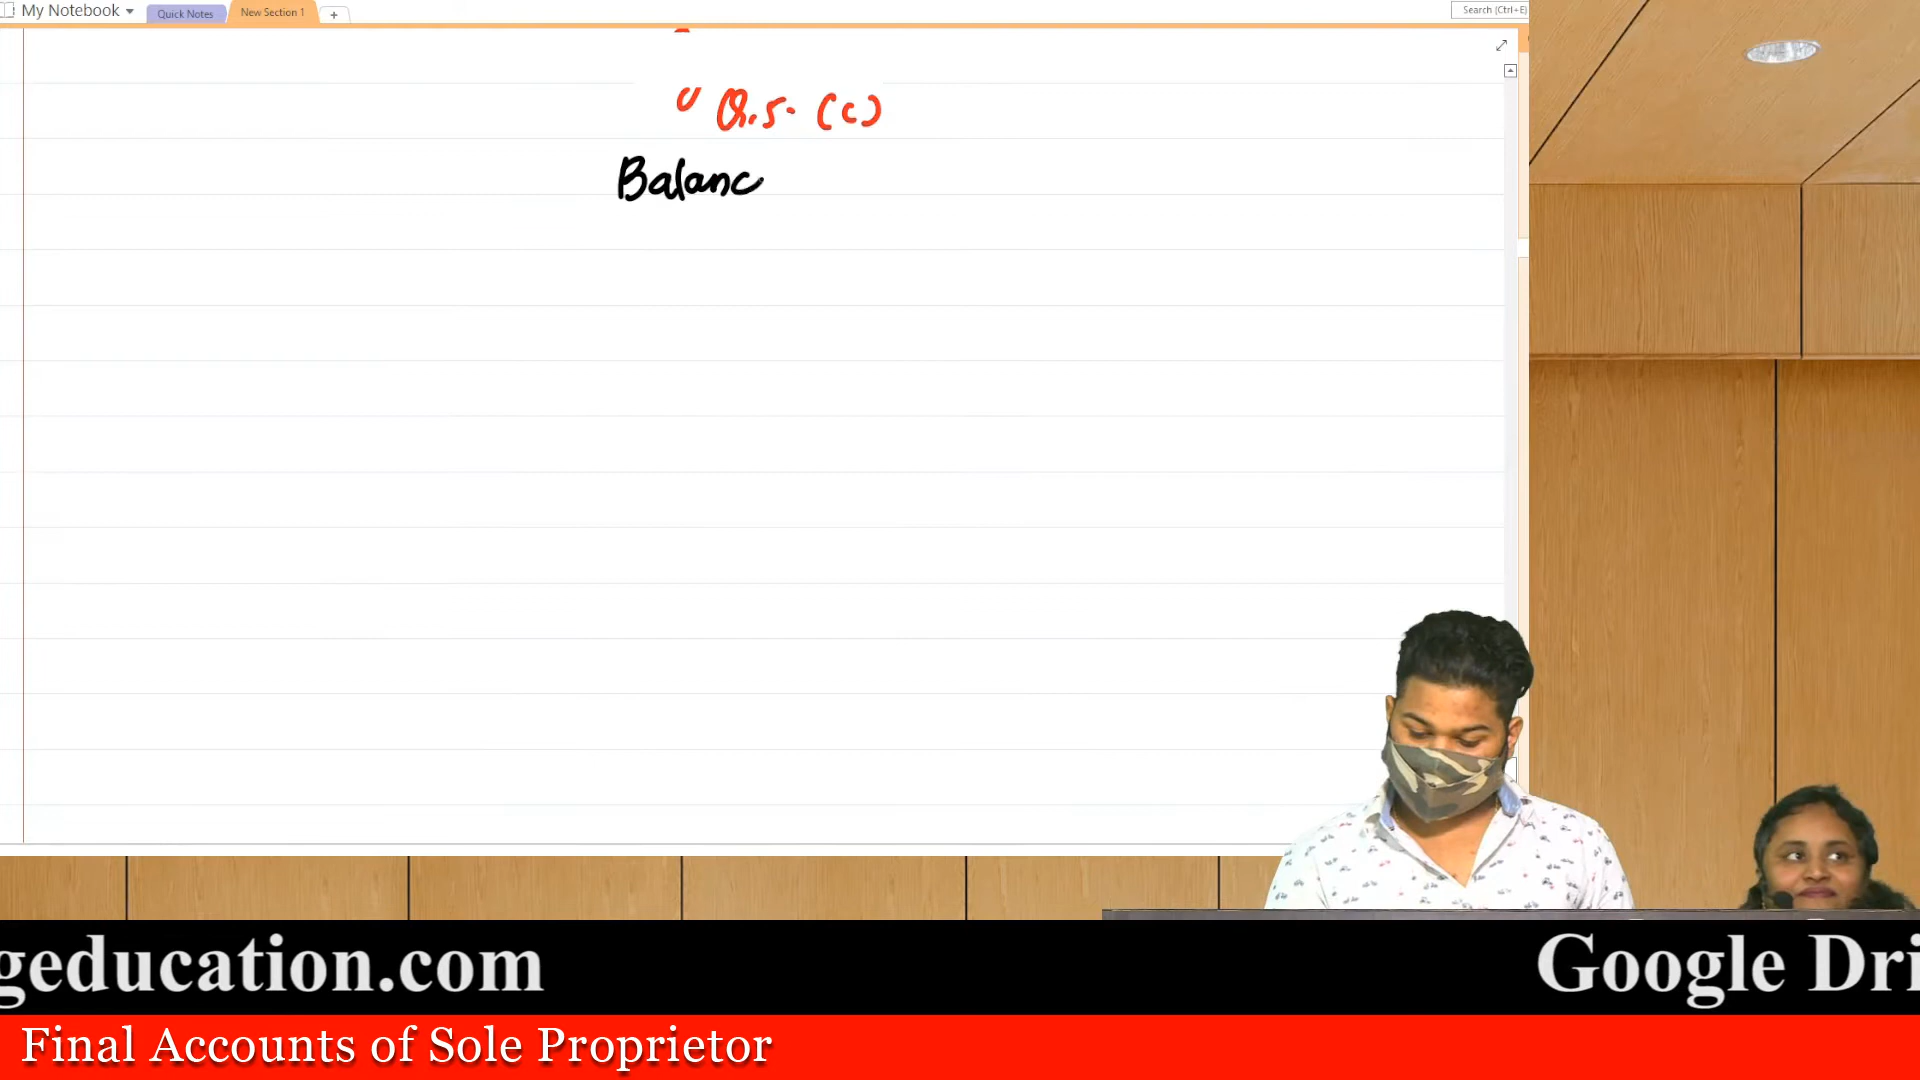 My Notebook
Quick Notes
New Section 1
+
Search (Ctrl+E)
Q.5. (C)
Balanc
geducation.com
Google Dri
Final Accounts of Sole Proprietor